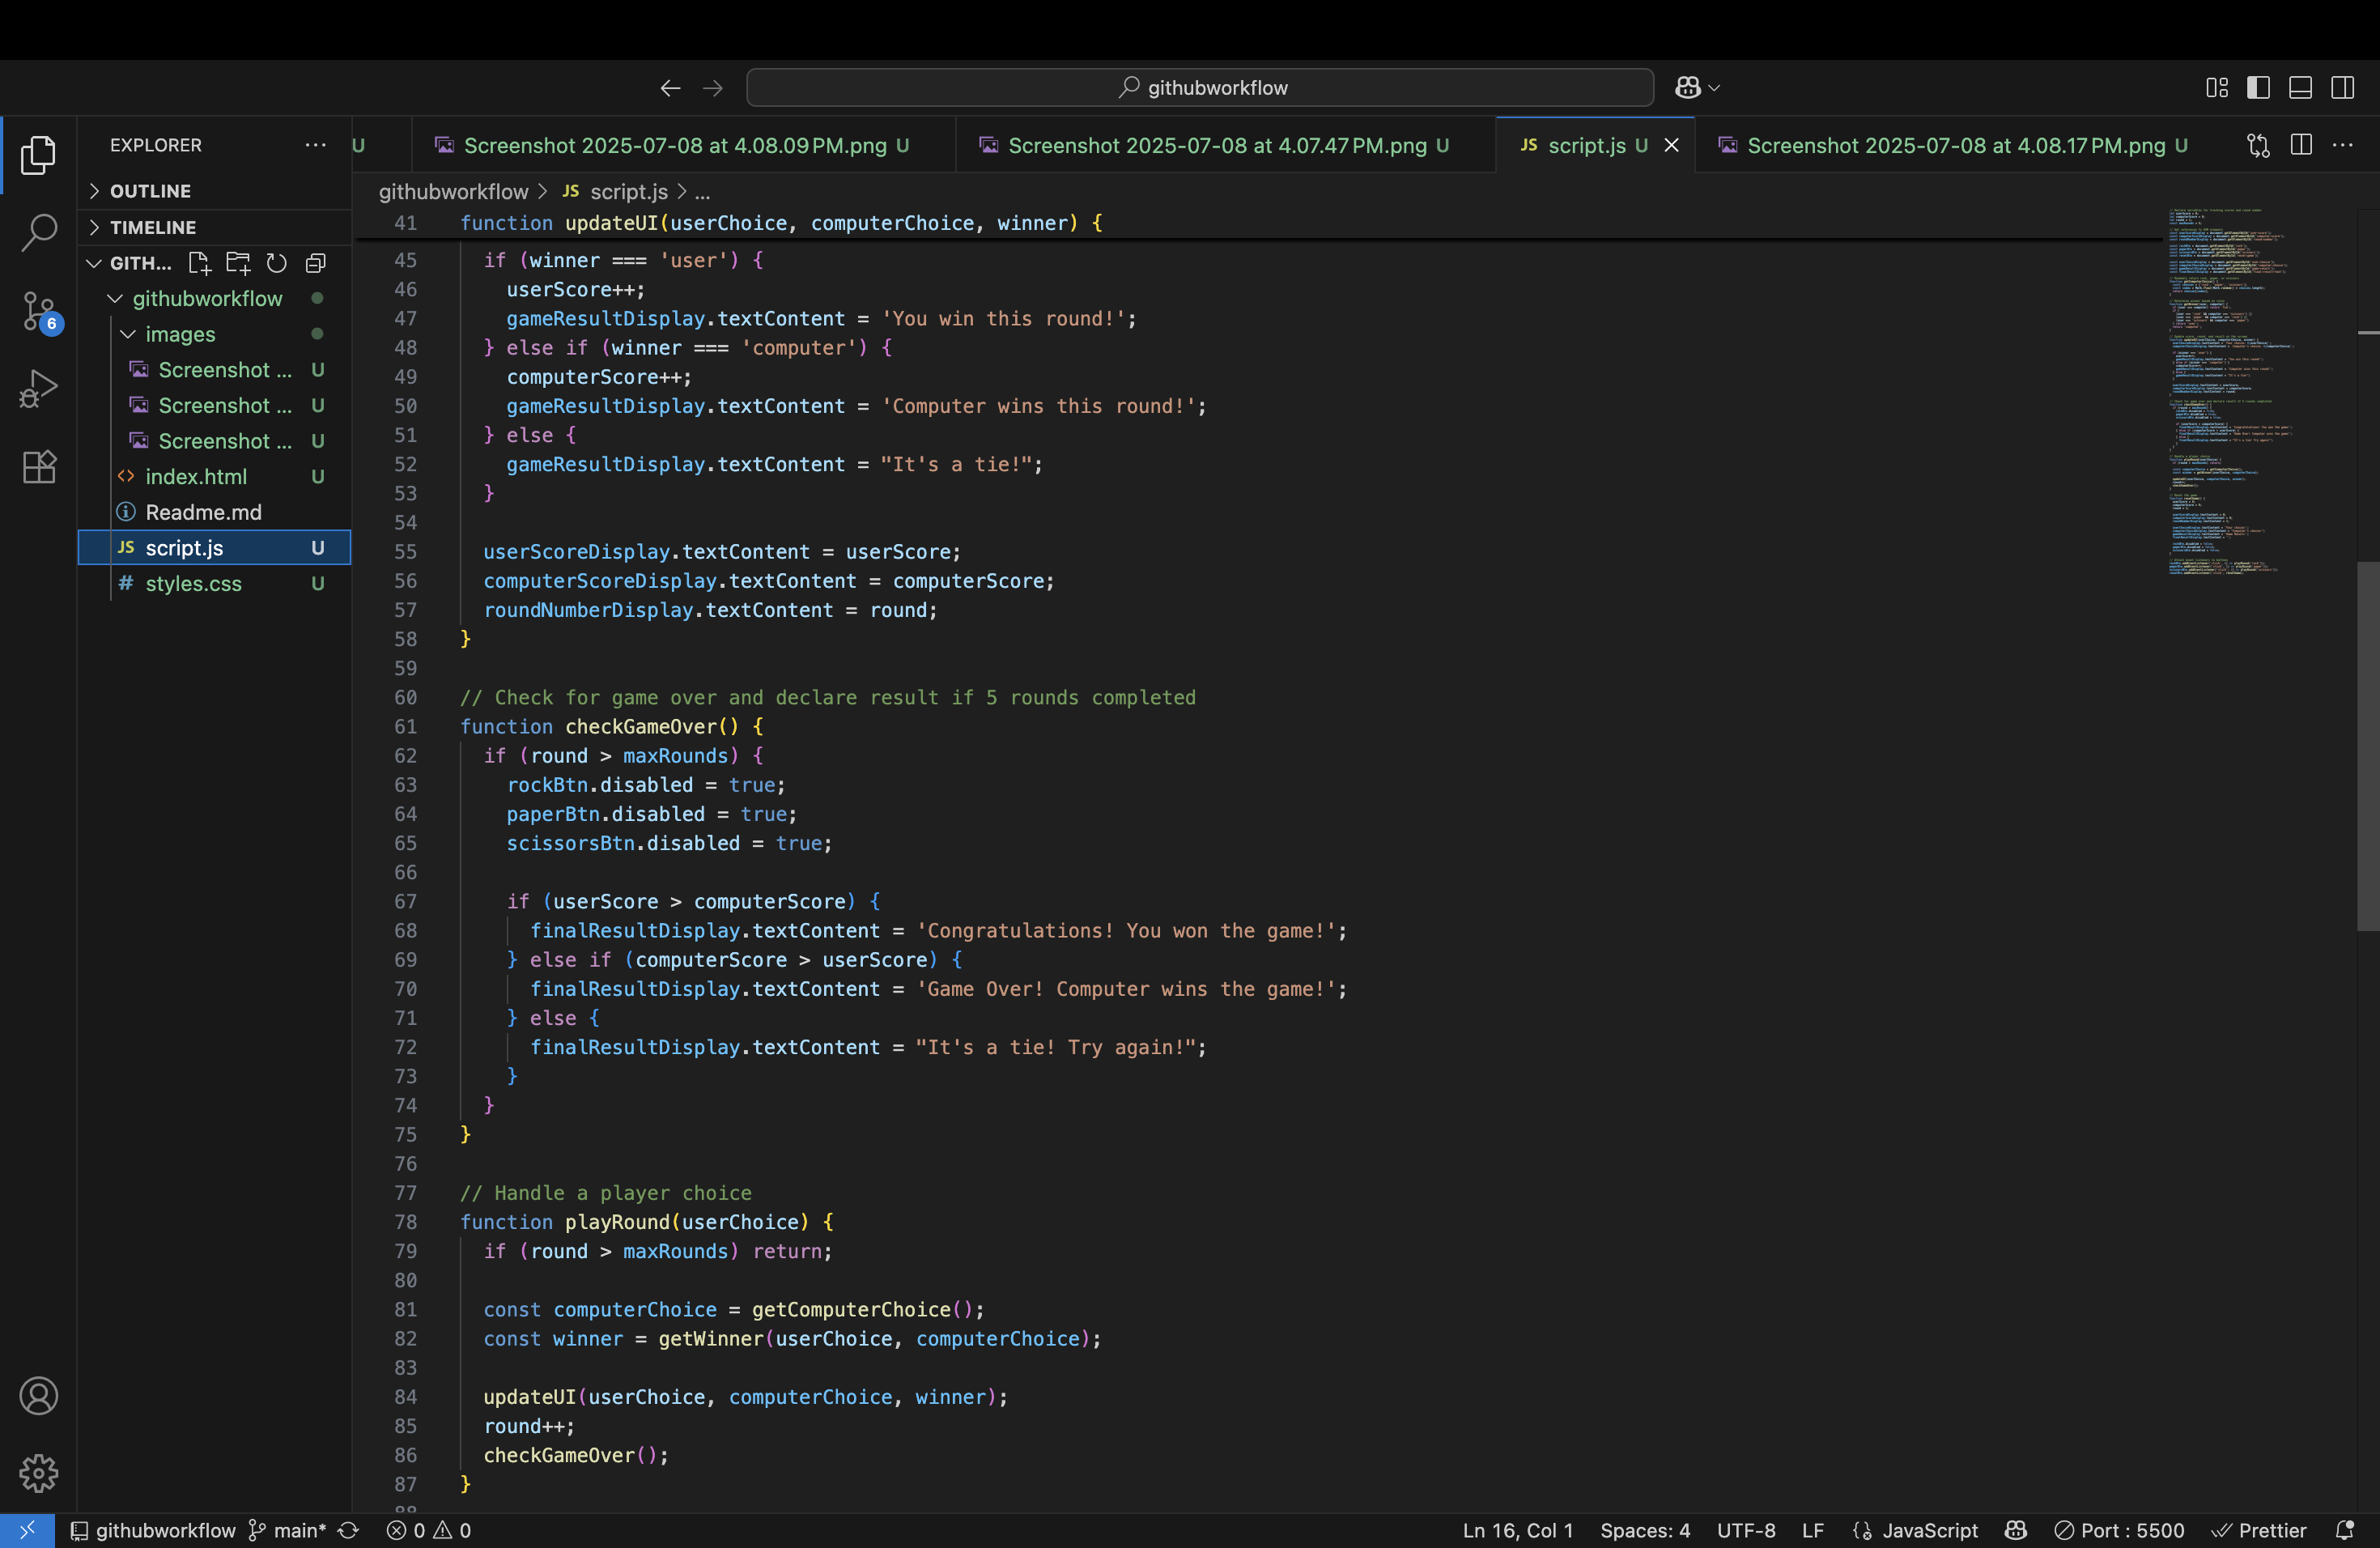 githubworkflow
EXPLORER
U
Screenshot 2025-07-08 at 4.08.09 PM.png U
Screenshot 2025-07-08 at 4.07.47 PM.png U
JS script.js U
Screenshot 2025-07-08 at 4.08.17 PM.png U
OUTLINE
TIMELINE
GITH...
githubworkflow
images
Screenshot ... U
Screenshot ... U
Screenshot ... U
index.html U
Readme.md
JS script.js U
# styles.css U
6
githubworkflow > JS script.js > ...
41 function updateUI(userChoice, computerChoice, winner) {
45 if (winner === 'user') {
46 userScore++;
47 gameResultDisplay.textContent = 'You win this round!';
48 } else if (winner === 'computer') {
49 computerScore++;
50 gameResultDisplay.textContent = 'Computer wins this round!';
51 } else {
52 gameResultDisplay.textContent = "It's a tie!";
53 }
54
55 userScoreDisplay.textContent = userScore;
56 computerScoreDisplay.textContent = computerScore;
57 roundNumberDisplay.textContent = round;
58 }
59
60 // Check for game over and declare result if 5 rounds completed
61 function checkGameOver() {
62 if (round > maxRounds) {
63 rockBtn.disabled = true;
64 paperBtn.disabled = true;
65 scissorsBtn.disabled = true;
66
67 if (userScore > computerScore) {
68 finalResultDisplay.textContent = 'Congratulations! You won the game!';
69 } else if (computerScore > userScore) {
70 finalResultDisplay.textContent = 'Game Over! Computer wins the game!';
71 } else {
72 finalResultDisplay.textContent = "It's a tie! Try again!";
73 }
74 }
75 }
76
77 // Handle a player choice
78 function playRound(userChoice) {
79 if (round > maxRounds) return;
80
81 const computerChoice = getComputerChoice();
82 const winner = getWinner(userChoice, computerChoice);
83
84 updateUI(userChoice, computerChoice, winner);
85 round++;
86 checkGameOver();
87 }
githubworkflow main* 0 0
Ln 16, Col 1 Spaces: 4 UTF-8 LF JavaScript Port : 5500 Prettier